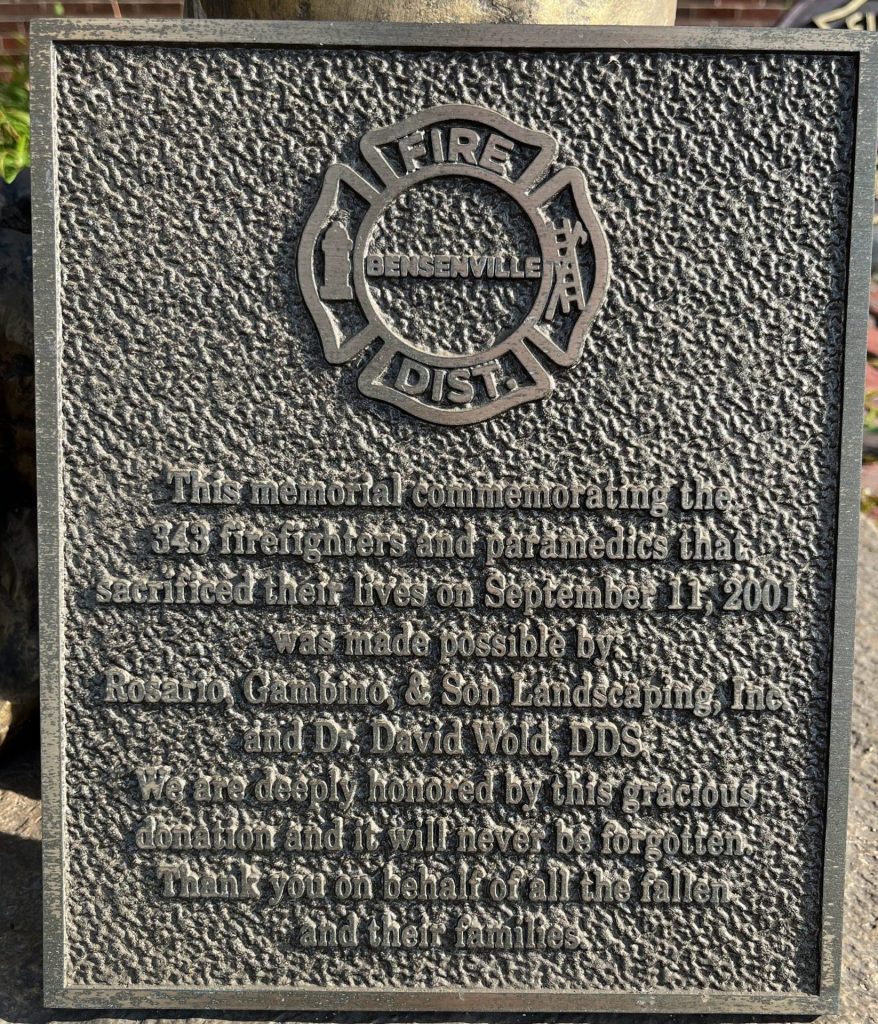 FIRE
BENSENVILLE
DIST.
This memorial commemorating the
343 firefighters and paramedics that
sacrificed their lives on September 11, 2001
was made possible by:
Rosario, Gambino, & Son Landscaping, Inc
and Dr. David Wold, DDS.
We are deeply honored by this gracious
donation and it will never be forgotten.
Thank you on behalf of all the fallen
and their families.